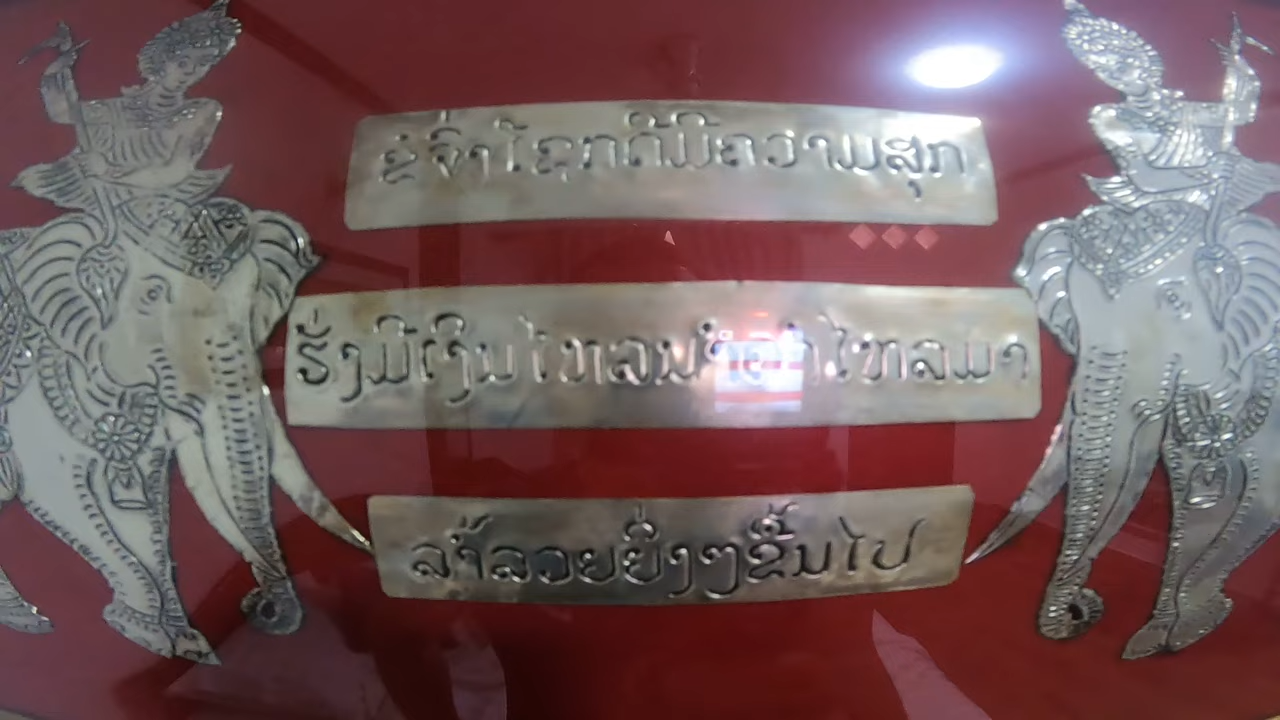 ຂໍຈົ່ງໂຊກດີມີຄວາມສຸກ
ຮັ່ງມີເງິນໄຫລນຳຄຳໄຫລມາ
ລ້ຳລວຍຍິ່ງໆຂຶ້ນໄປ